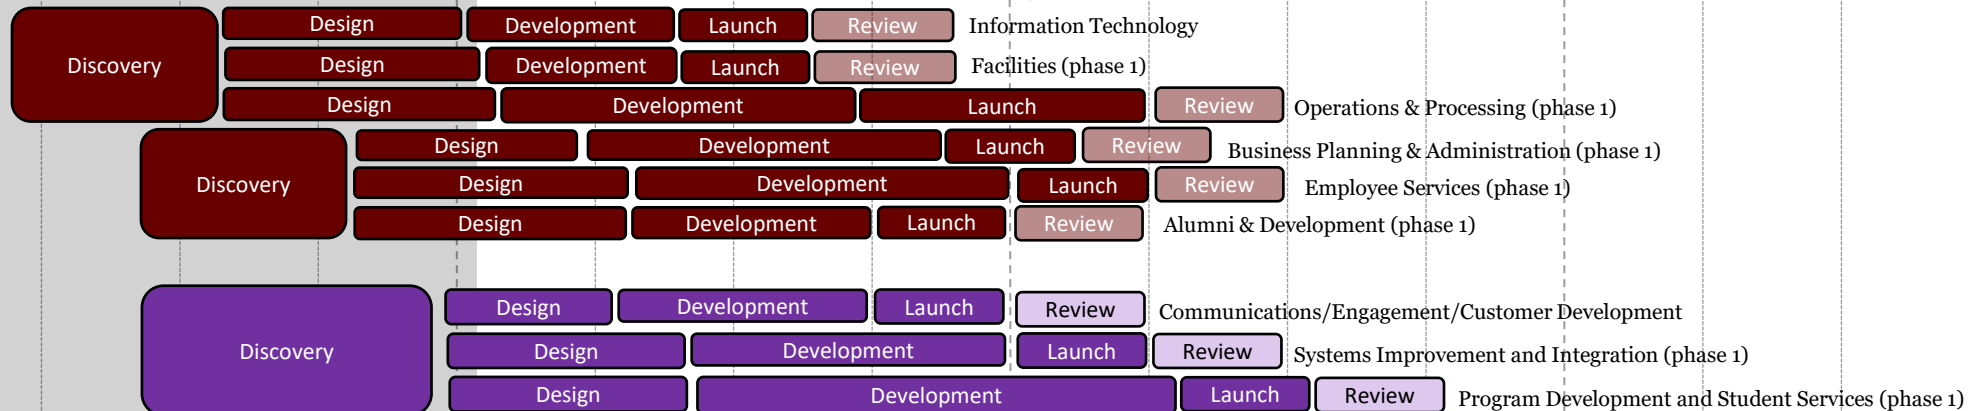 Design Development Launch Review Information Technology
Discovery
Design Development Launch Review Facilities (phase 1)
Design Development Launch Review Operations & Processing (phase 1)
Design Development Launch Review Business Planning & Administration (phase 1)
Discovery
Design Development Launch Review Employee Services (phase 1)
Design Development Launch Review Alumni & Development (phase 1)
Design Development Launch Review Communications/Engagement/Customer Development
Discovery
Design Development Launch Review Systems Improvement and Integration (phase 1)
Design Development Launch Review Program Development and Student Services (phase 1)